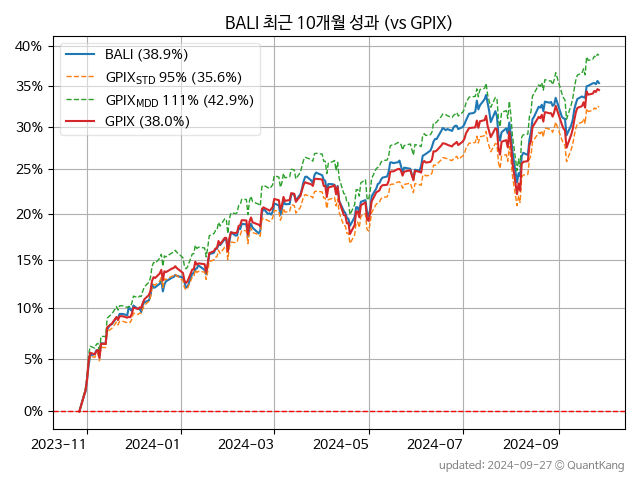 BALI 최근 10개월 성과 (vs GPIX)
BALI (38.9%)
GPIX_STD 95% (35.6%)
GPIX_MDD 111% (42.9%)
GPIX (38.0%)
40%
35%
30%
25%
20%
15%
10%
5%
0%
2023-11 2024-01 2024-03 2024-05 2024-07 2024-09
updated: 2024-09-27 © QuantKang